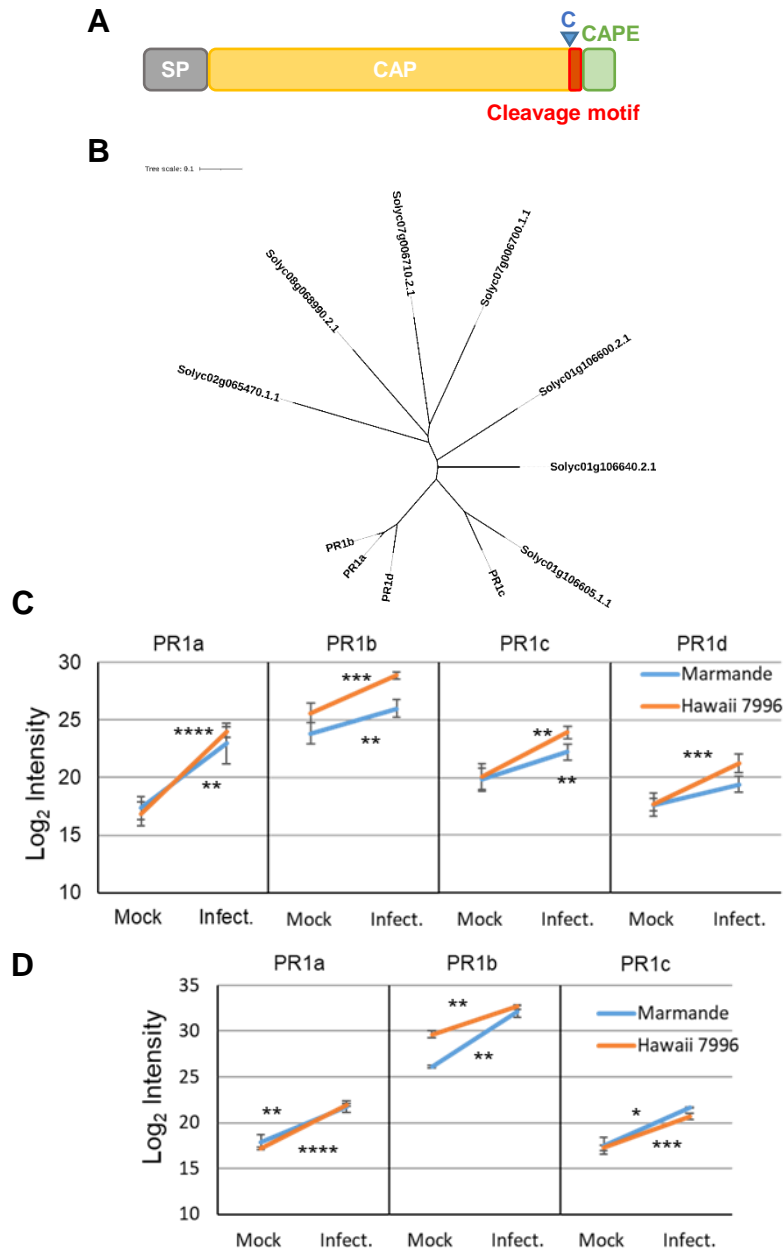 A
C
CAPE
SP
CAP
Cleavage motif
B
Tree scale: 0.1
Solyc07g006710.2.1
Solyc07g006700.1.1
Solyc08g068990.2.1
Solyc01g106600.2.1
Solyc02g065470.1.1
Solyc01g106640.2.1
Solyc01g106605.1.1
PR1b
PR1a
PR1d
PR1c
C
PR1a PR1b PR1c PR1d
Log2 Intensity
30
25
20
15
10
Marmande
Hawaii 7996
**** *** ** ***
** ** **
Mock Infect. Mock Infect. Mock Infect. Mock Infect.
D
PR1a PR1b PR1c
Log2 Intensity
35
30
25
20
15
10
Marmande
Hawaii 7996
** ** *
**** ** ***
Mock Infect. Mock Infect. Mock Infect.